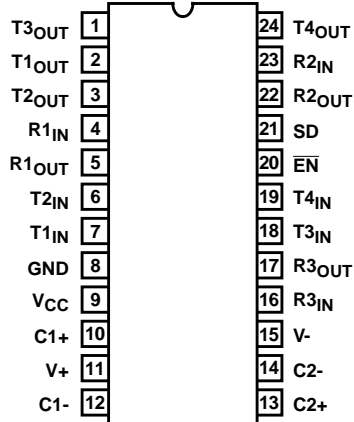 T3OUT 1 24 T4OUT
T1OUT 2 23 R2IN
T2OUT 3 22 R2OUT
R1IN 4 21 SD
R1OUT 5 20 EN
T2IN 6 19 T4IN
T1IN 7 18 T3IN
GND 8 17 R3OUT
VCC 9 16 R3IN
C1+ 10 15 V-
V+ 11 14 C2-
C1- 12 13 C2+